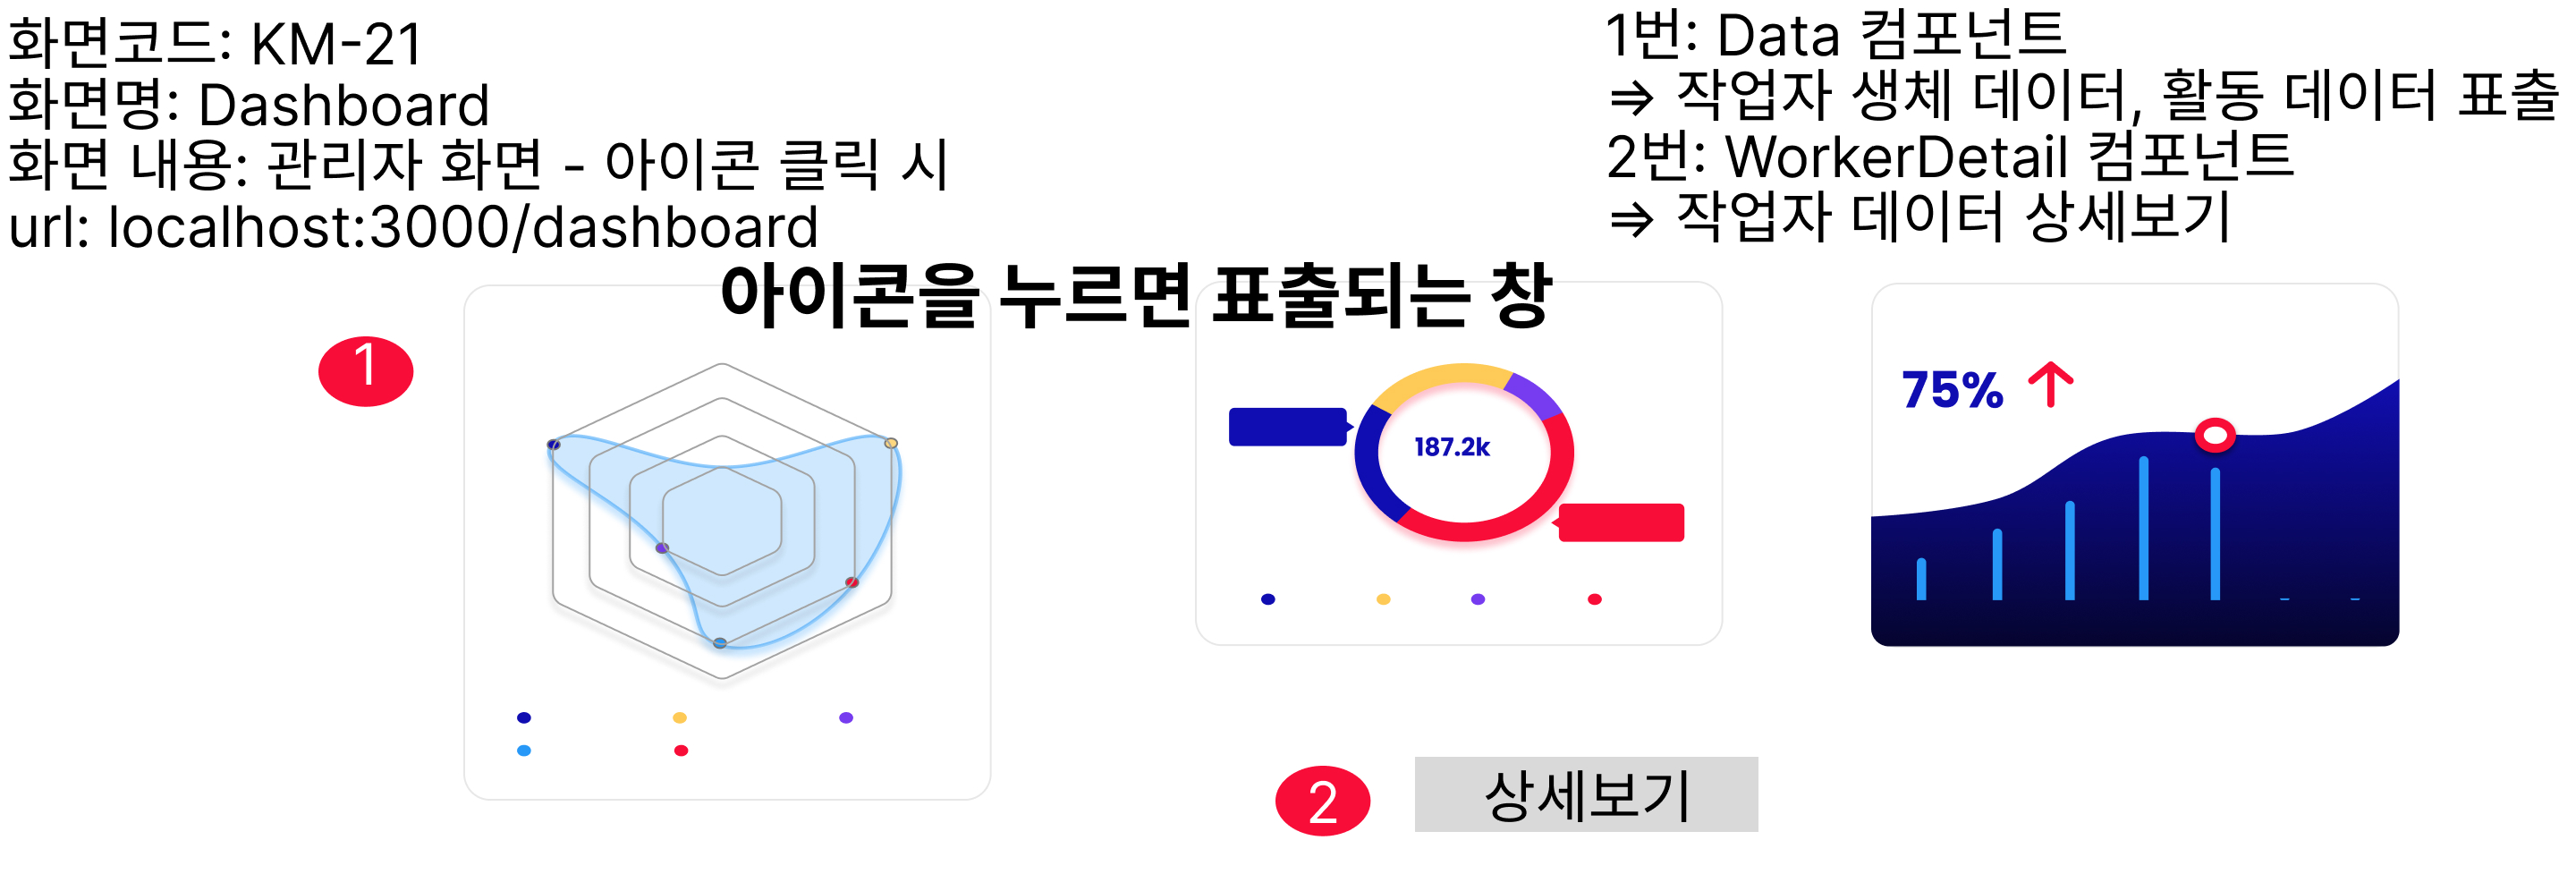 화면코드: KM-21
화면명: Dashboard
화면 내용: 관리자 화면 - 아이콘 클릭 시
url: localhost:3000/dashboard
1번: Data 컴포넌트
⇒ 작업자 생체 데이터, 활동 데이터 표출
2번: WorkerDetail 컴포넌트
⇒ 작업자 데이터 상세보기
아이콘을 누르면 표출되는 창
1
187.2k
75%
2
상세보기